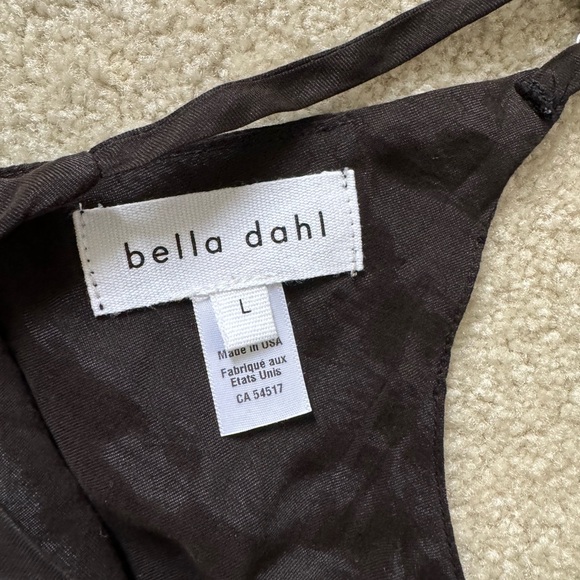 bella dahl
L
Made in USA
Fabriqué aux
Etats Unis
CA 54517